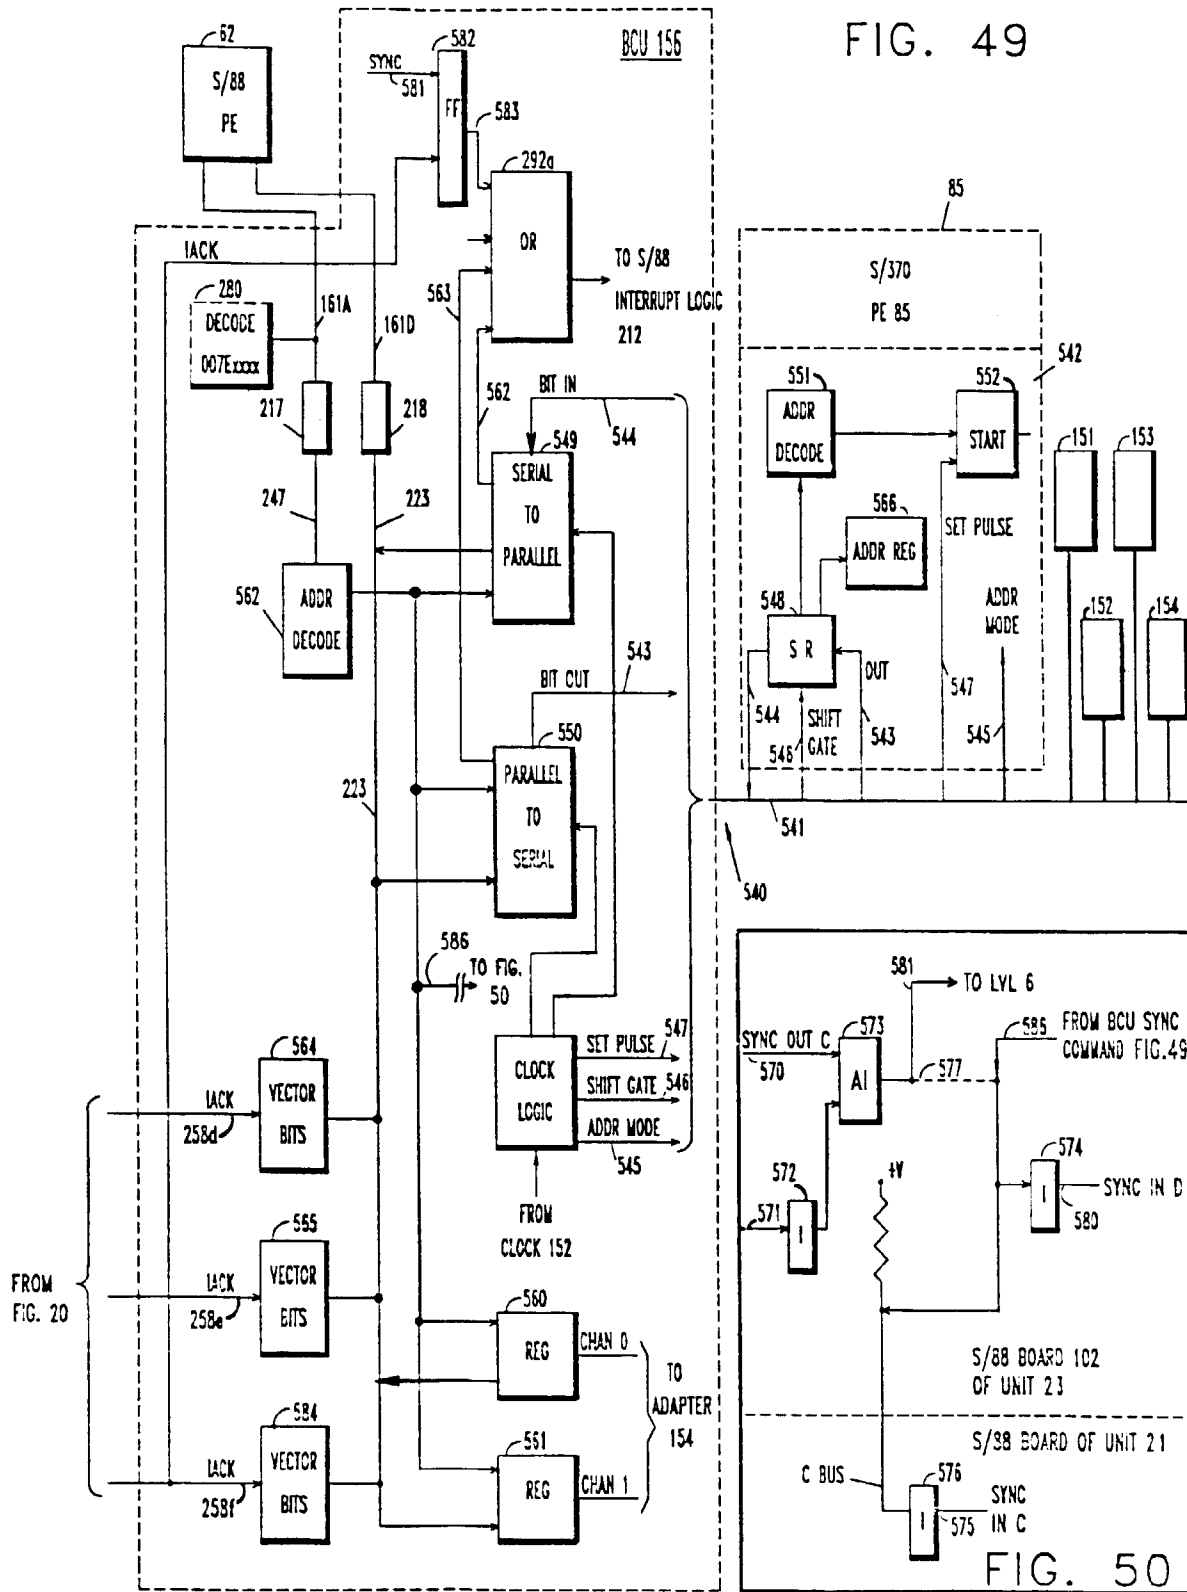 FIG. 49
62
S/88
PE
BCU 156
582
SYNC
581
FF
583
292a
OR
TO S/88
INTERRUPT LOGIC
212
IACK
280
DECODE
007Exxxx
161A
161D
563
217
218
562
BIT IN
544
549
SERIAL
TO
PARALLEL
247
223
562
ADDR
DECODE
BIT OUT
543
550
PARALLEL
TO
SERIAL
223
586
TO FIG.
50
CLOCK
LOGIC
SET PULSE
547
SHIFT GATE
546
ADDR MODE
545
FROM
CLOCK 152
564
IACK
258d
VECTOR
BITS
565
IACK
258e
VECTOR
BITS
FROM
FIG. 20
584
IACK
258f
VECTOR
BITS
560
REG
CHAN 0
TO
ADAPTER
154
561
REG
CHAN 1
85
S/370
PE 85
542
551
ADDR
DECODE
552
START
566
ADDR REG
SET PULSE
548
S R
ADDR
MODE
OUT
544
546
SHIFT
GATE
543
547
545
151
153
152
154
541
540
581
TO LVL 6
SYNC OUT C
570
573
AI
577
585
FROM BCU SYNC
COMMAND FIG.49
574
I
SYNC IN D
580
572
571
I
+V
S/88 BOARD 102
OF UNIT 23
S/88 BOARD OF UNIT 21
C BUS
576
I
575
SYNC
IN C
FIG. 50